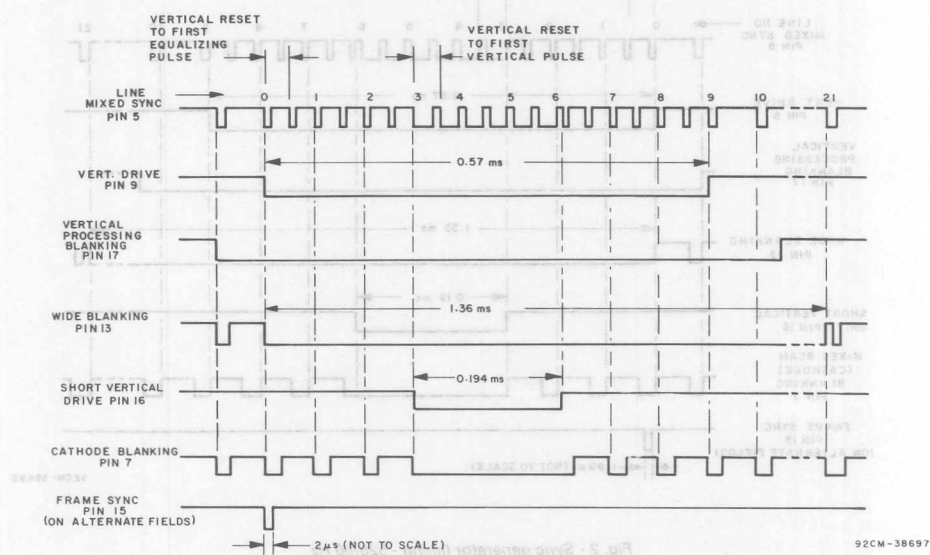 VERTICAL RESET
TO FIRST
EQUALIZING
PULSE
VERTICAL RESET
TO FIRST
VERTICAL PULSE
LINE
MIXED SYNC
PIN 5
0 1 2 3 4 5 6 7 8 9 10 21
0.57 ms
VERT. DRIVE
PIN 9
VERTICAL
PROCESSING
BLANKING
PIN 17
1.36 ms
WIDE BLANKING
PIN 13
0.194 ms
SHORT VERTICAL
DRIVE PIN 16
CATHODE BLANKING
PIN 7
FRAME SYNC
PIN 15
(ON ALTERNATE FIELDS)
2μs (NOT TO SCALE)
92CM-38697